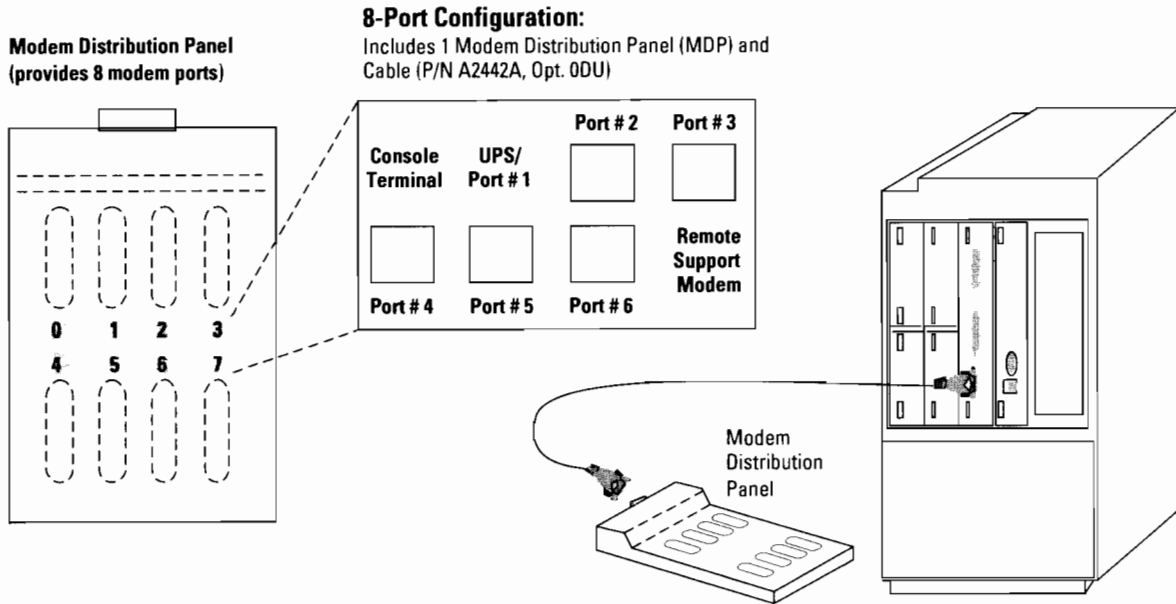 8-Port Configuration:
Includes 1 Modem Distribution Panel (MDP) and
Cable (P/N A2442A, Opt. 0DU)
Modem Distribution Panel
(provides 8 modem ports)
Port # 2 Port # 3
Console
Terminal
UPS/
Port # 1
Remote
Support
Modem
Port # 4 Port # 5 Port # 6
0 1 2 3
4 5 6 7
Modem
Distribution
Panel